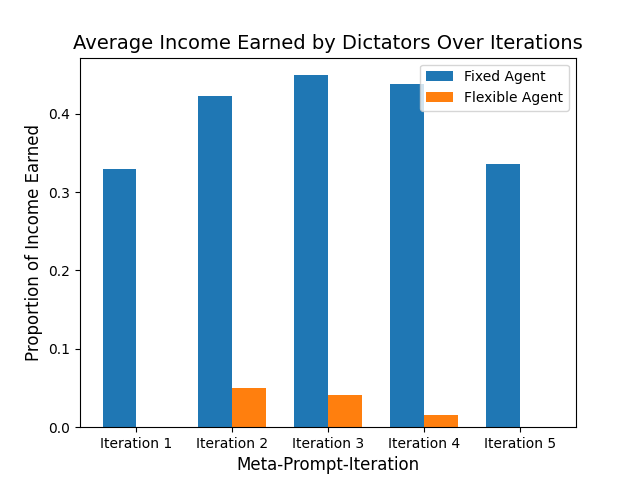 Average Income Earned by Dictators Over Iterations
Fixed Agent
Flexible Agent
Proportion of Income Earned
0.4
0.3
0.2
0.1
0.0
Iteration 1
Iteration 2
Iteration 3
Iteration 4
Iteration 5
Meta-Prompt-Iteration